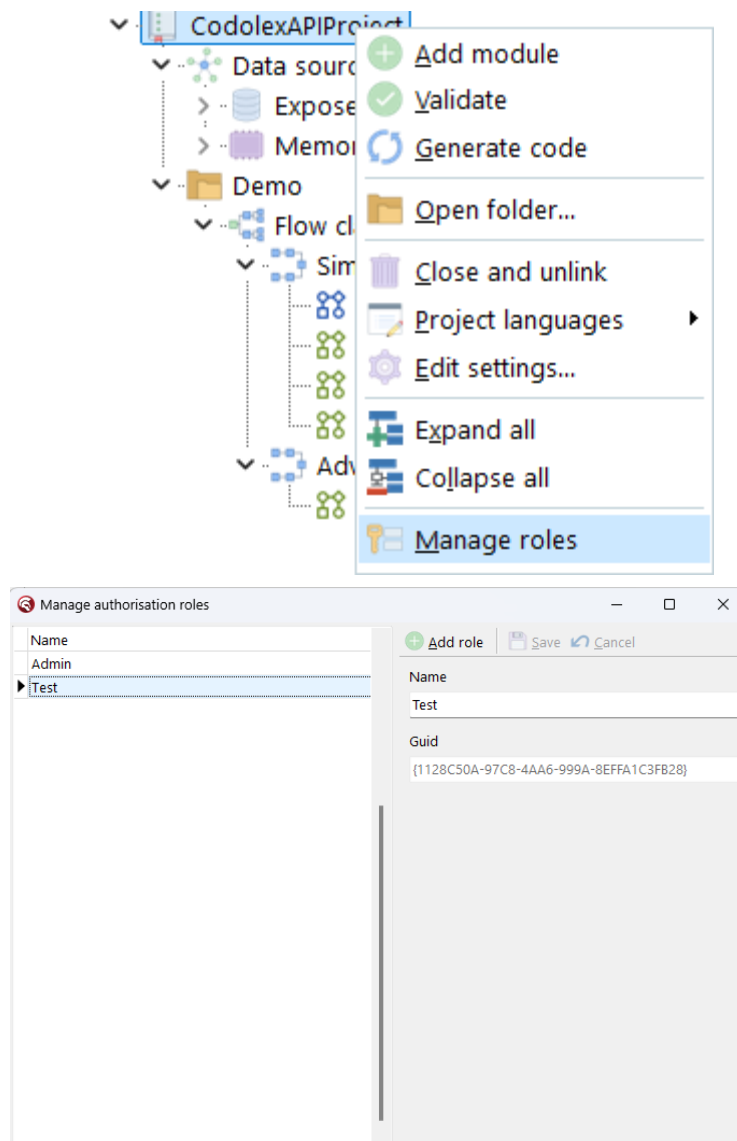 CodolexAPIProject
Add module
Data sourc
Validate
Expose
Memor
Generate code
Demo
Open folder...
Flow cl
Sim
Close and unlink
Project languages
Edit settings...
Expand all
Adv
Collapse all
Manage roles
Manage authorisation roles
Name
Add role
Save
Cancel
Admin
Name
Test
Test
Guid
{1128C50A-97C8-4AA6-999A-8EFFA1C3FB28}